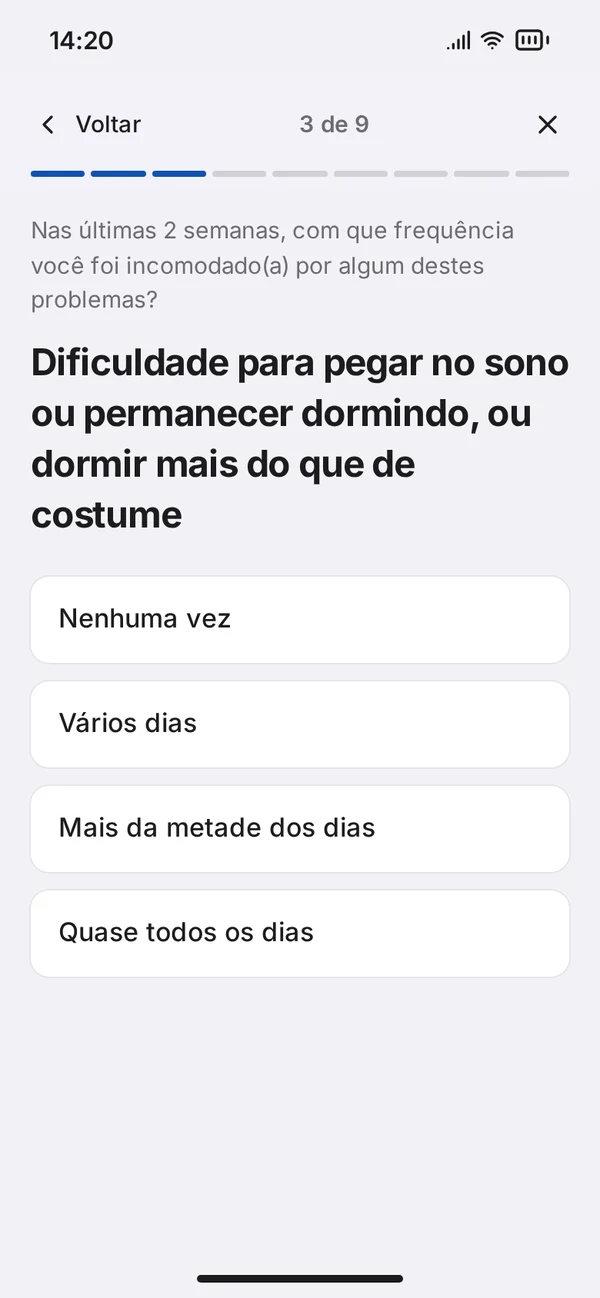 14:20
Voltar
3 de 9
Nas últimas 2 semanas, com que frequência
você foi incomodado(a) por algum destes
problemas?
Dificuldade para pegar no sono
ou permanecer dormindo, ou
dormir mais do que de
costume
Nenhuma vez
Vários dias
Mais da metade dos dias
Quase todos os dias